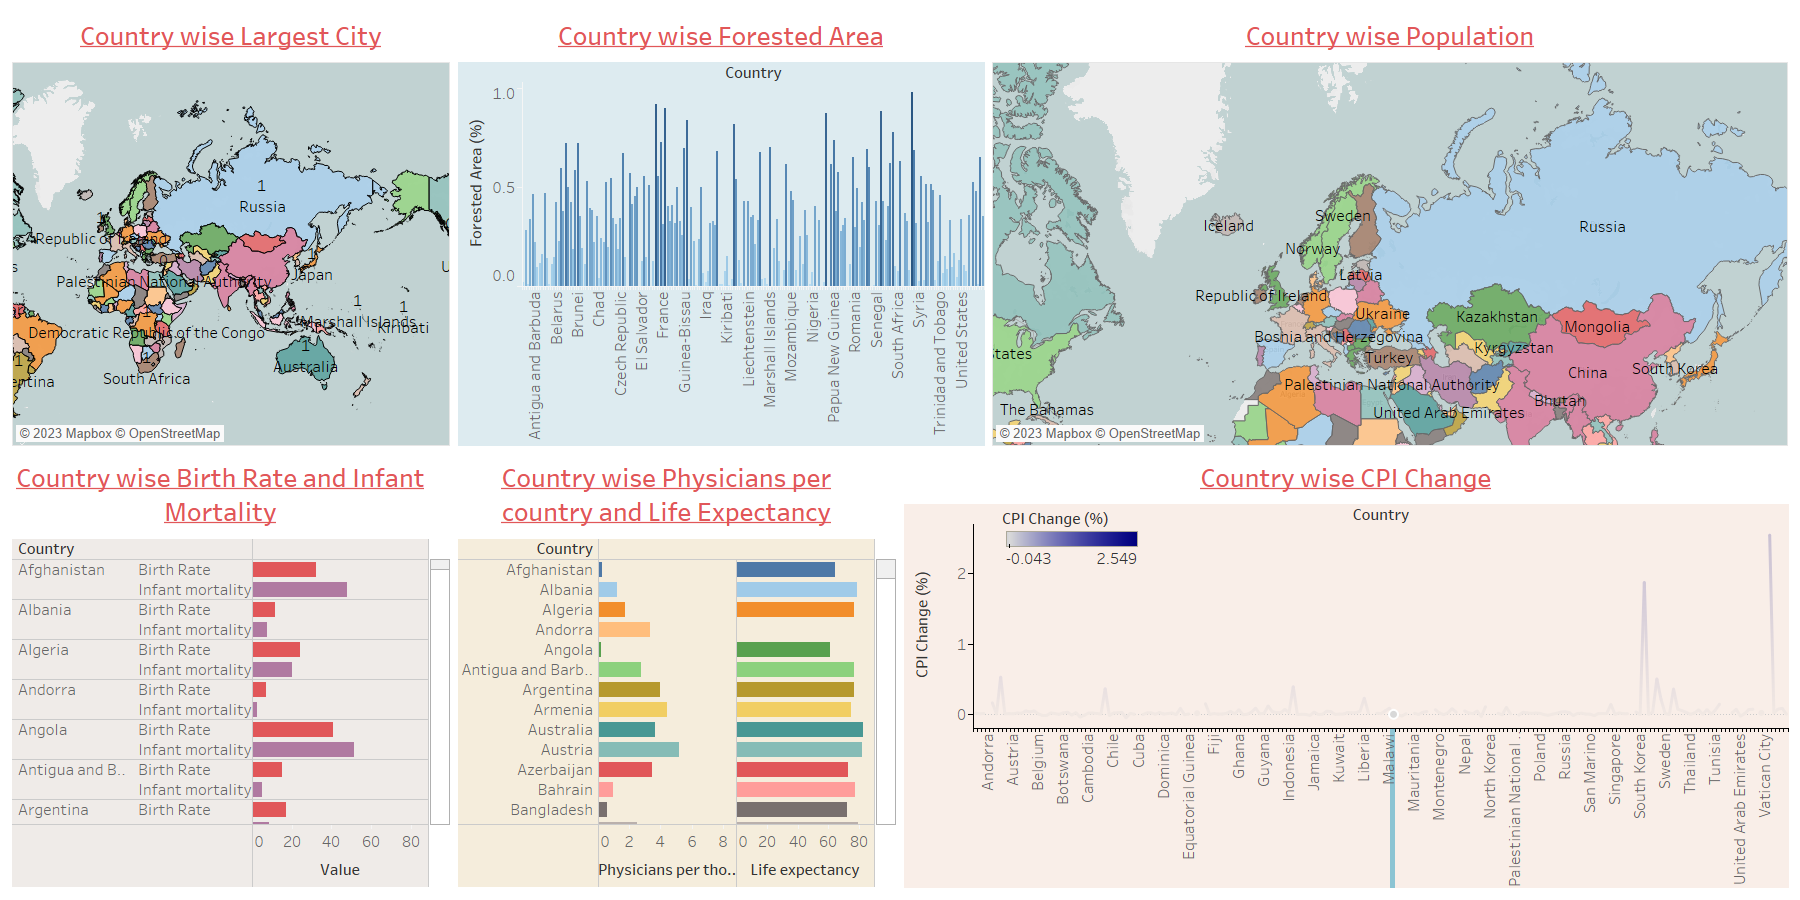 Country wise Largest City
1
Russia
Republic of Ireland
Palestinian National Authority
Japan
1
1
Marshall Islands
Kiribati
Democratic Republic of the Congo
1
Australia
South Africa
entina
© 2023 Mapbox © OpenStreetMap
Country wise Forested Area
Country
Forested Area (%)
1.0
0.5
0.0
Antigua and Barbuda
Belarus
Brunei
Chad
Czech Republic
El Salvador
France
Guinea-Bissau
Iraq
Kiribati
Liechtenstein
Marshall Islands
Mozambique
Nigeria
Papua New Guinea
Romania
Senegal
South Africa
Syria
Trinidad and Tobago
United States
Country wise Population
Iceland
Sweden
Norway
Russia
Latvia
Republic of Ireland
Ukraine
Kazakhstan
Mongolia
Bosnia and Herzegovina
Turkey
Kyrgyzstan
China
South Korea
tates
Palestinian National Authority
Bhutan
The Bahamas
United Arab Emirates
© 2023 Mapbox © OpenStreetMap
Country wise Birth Rate and Infant
Mortality
Country
Afghanistan Birth Rate
Infant mortality
Albania Birth Rate
Infant mortality
Algeria Birth Rate
Infant mortality
Andorra Birth Rate
Infant mortality
Angola Birth Rate
Infant mortality
Antigua and B.. Birth Rate
Infant mortality
Argentina Birth Rate
0 20 40 60 80
Value
Country wise Physicians per
country and Life Expectancy
Country
Afghanistan
Albania
Algeria
Andorra
Angola
Antigua and Barb..
Argentina
Armenia
Australia
Austria
Azerbaijan
Bahrain
Bangladesh
0 2 4 6 8 0 20 40 60 80
Physicians per tho.. Life expectancy
Country wise CPI Change
CPI Change (%)
-0.043 2.549
Country
CPI Change (%)
2
1
0
Andorra
Austria
Belgium
Botswana
Cambodia
Chile
Cuba
Dominica
Equatorial Guinea
Fiji
Ghana
Guyana
Indonesia
Jamaica
Kuwait
Liberia
Malawi
Mauritania
Montenegro
Nepal
North Korea
Palestinian National ..
Poland
Russia
San Marino
Singapore
South Korea
Sweden
Thailand
Tunisia
United Arab Emirates
Vatican City